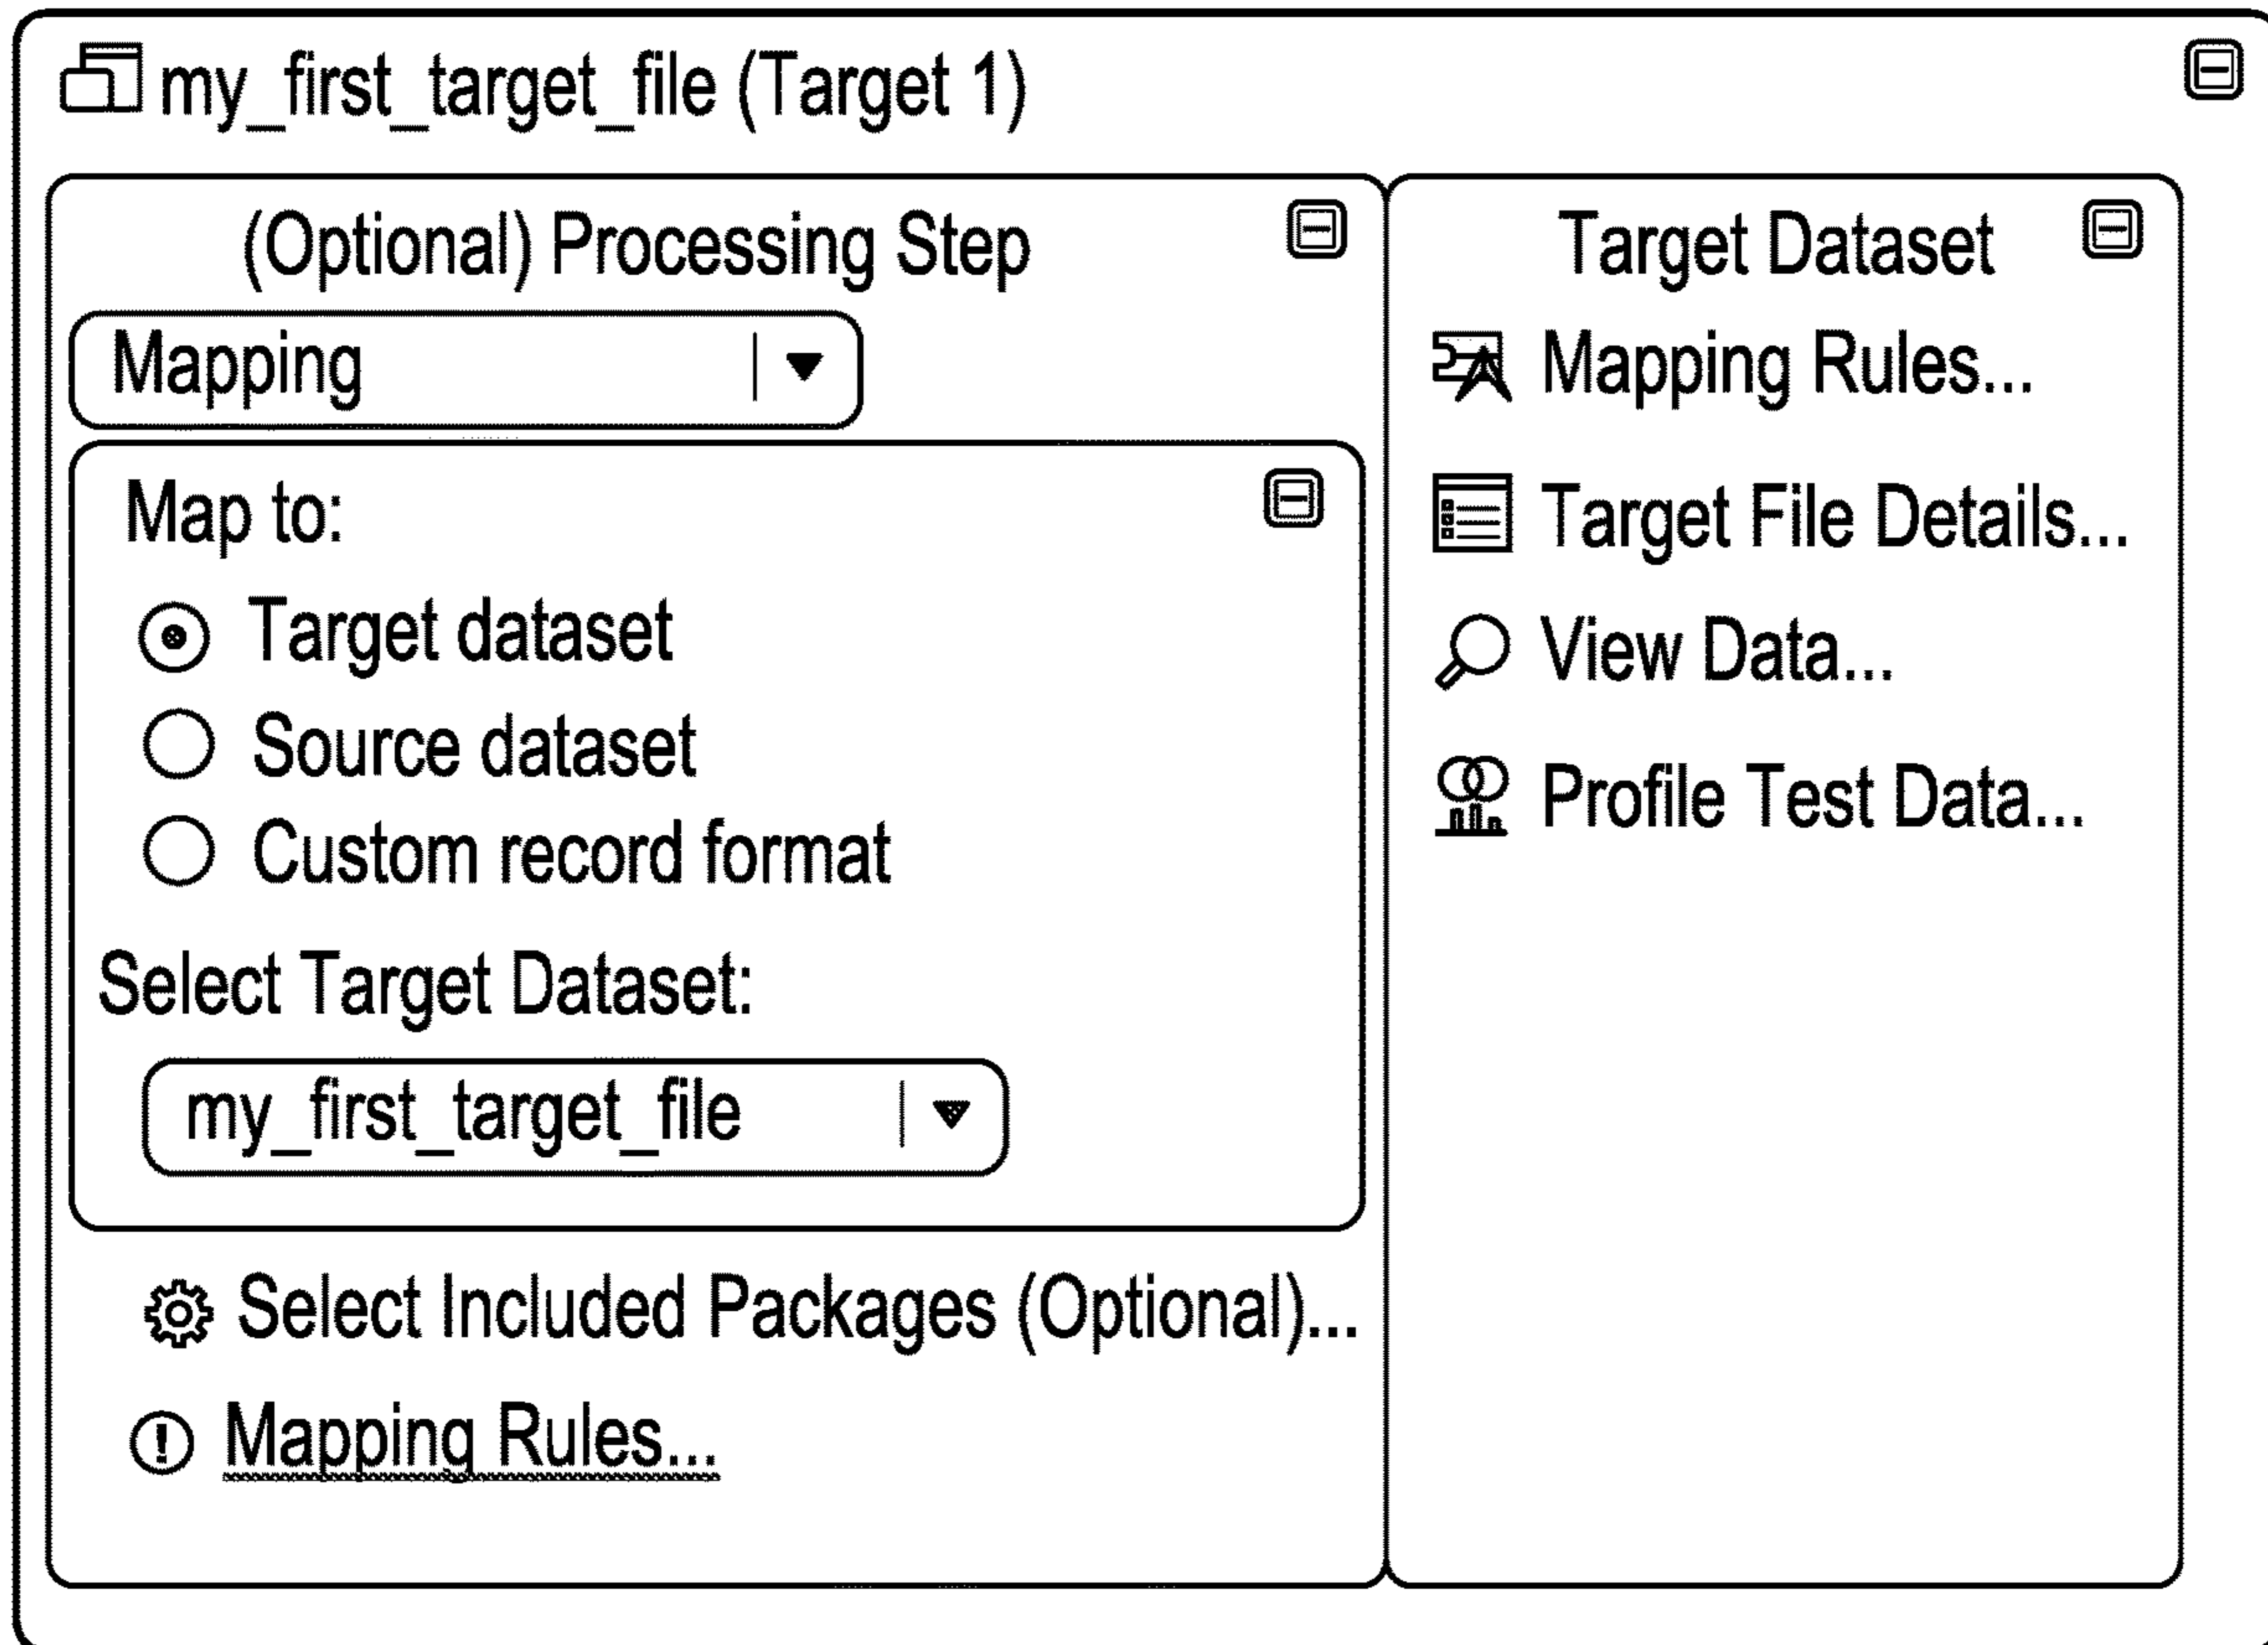 my_first_target_file (Target 1)
(Optional) Processing Step
Mapping
Map to:
Target dataset
Source dataset
Custom record format
Select Target Dataset:
my_first_target_file
Select Included Packages (Optional)...
Mapping Rules...
Target Dataset
Mapping Rules...
Target File Details...
View Data...
Profile Test Data...